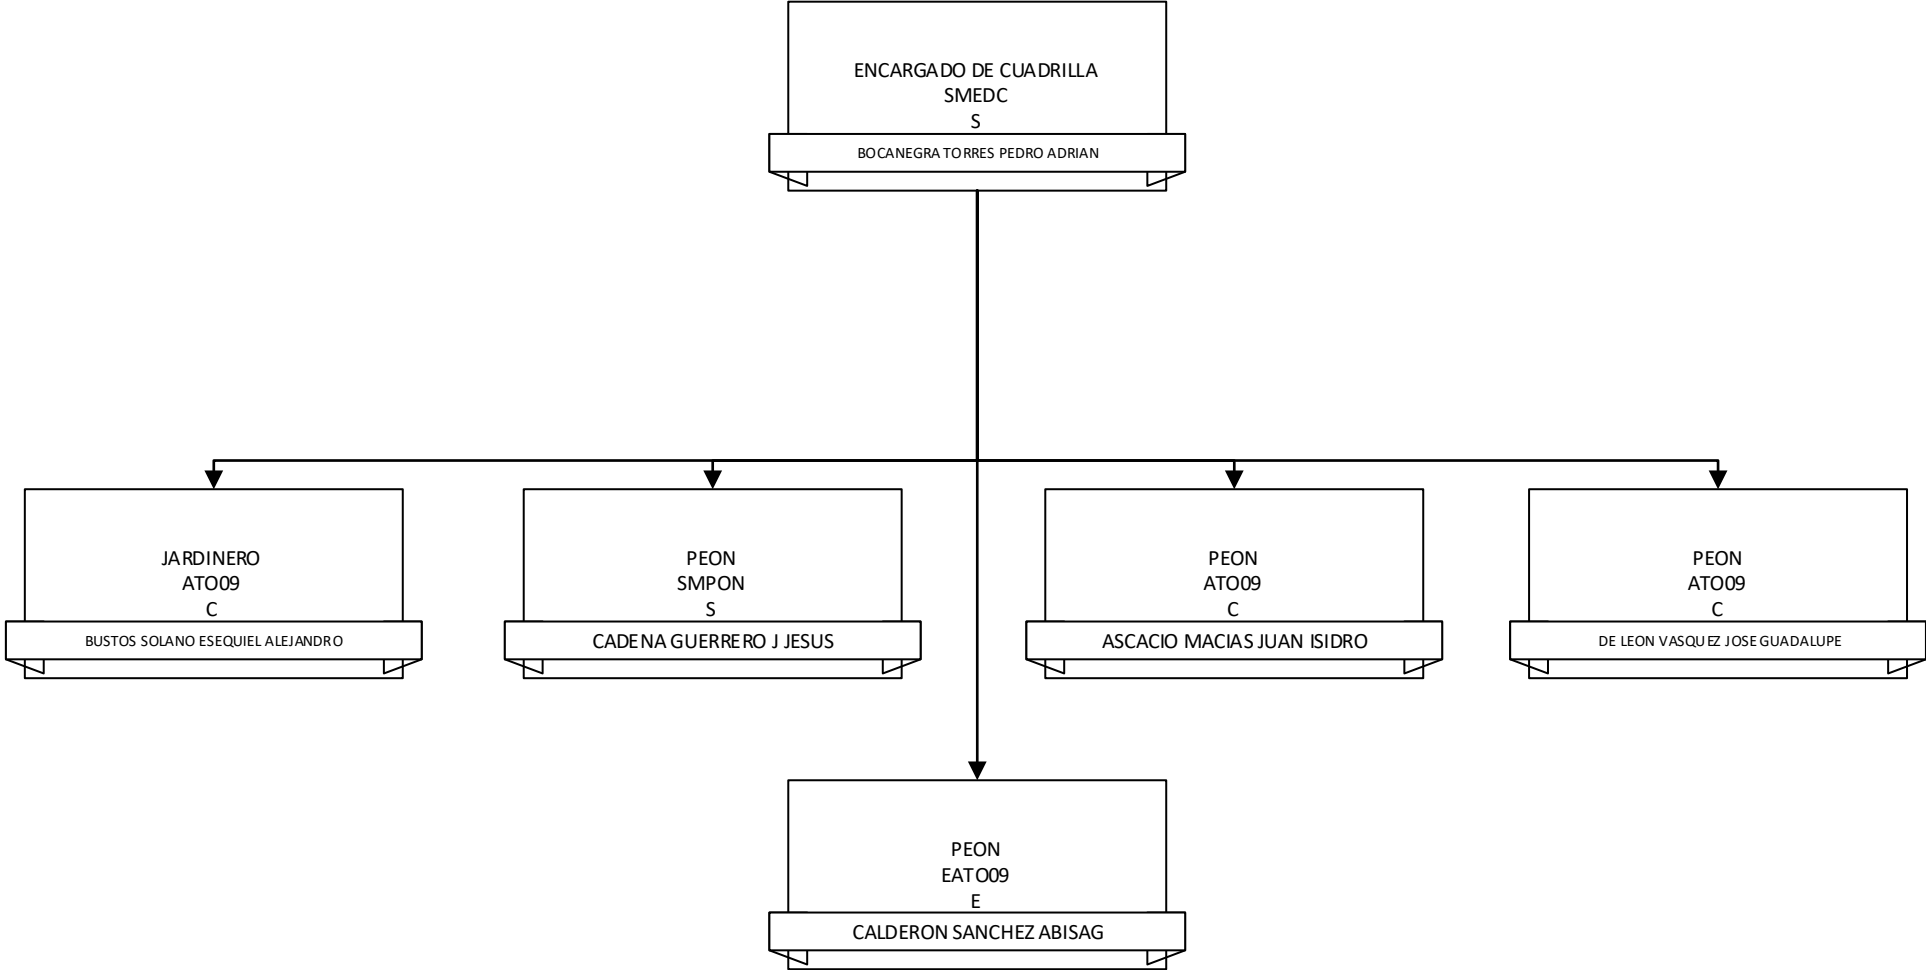 ENCARGADO DE CUADRILLA
SMEDC
S
BOCANEGRA TORRES PEDRO ADRIAN
JARDINERO
ATO09
C
BUSTOS SOLANO ESEQUIEL ALEJANDRO
PEON
SMPON
S
CADENA GUERRERO J JESUS
PEON
ATO09
C
ASCACIO MACIAS JUAN ISIDRO
PEON
ATO09
C
DE LEON VASQUEZ JOSE GUADALUPE
PEON
EATO09
E
CALDERON SANCHEZ ABISAG